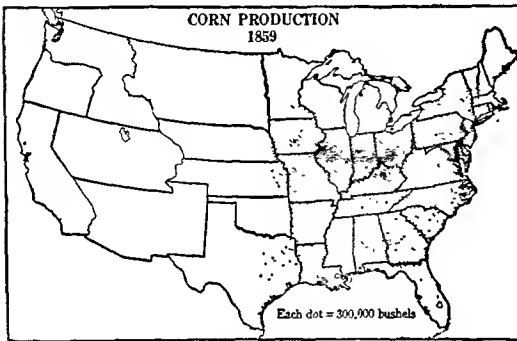 CORN PRODUCTION
1859
Each dot = 300,000 bushels